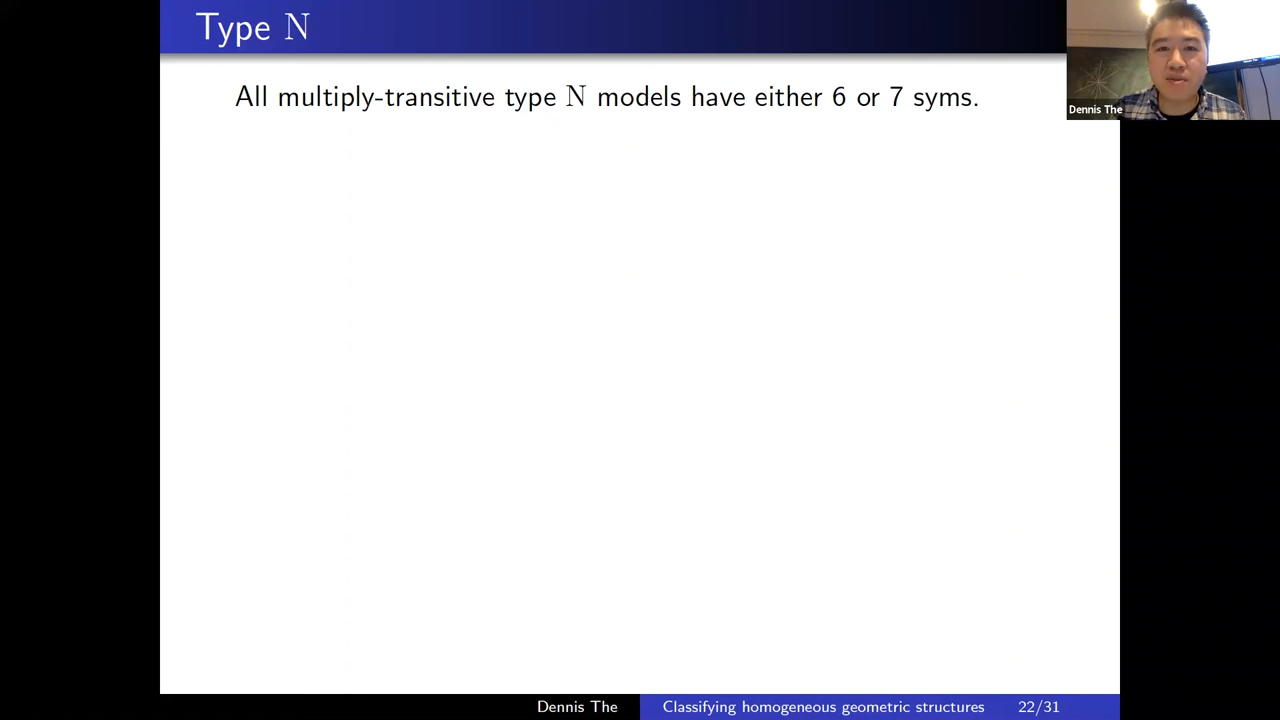 Type N
All multiply-transitive type N models have either 6 or 7 syms.
Dennis The
Dennis The
Classifying homogeneous geometric structures
22/31